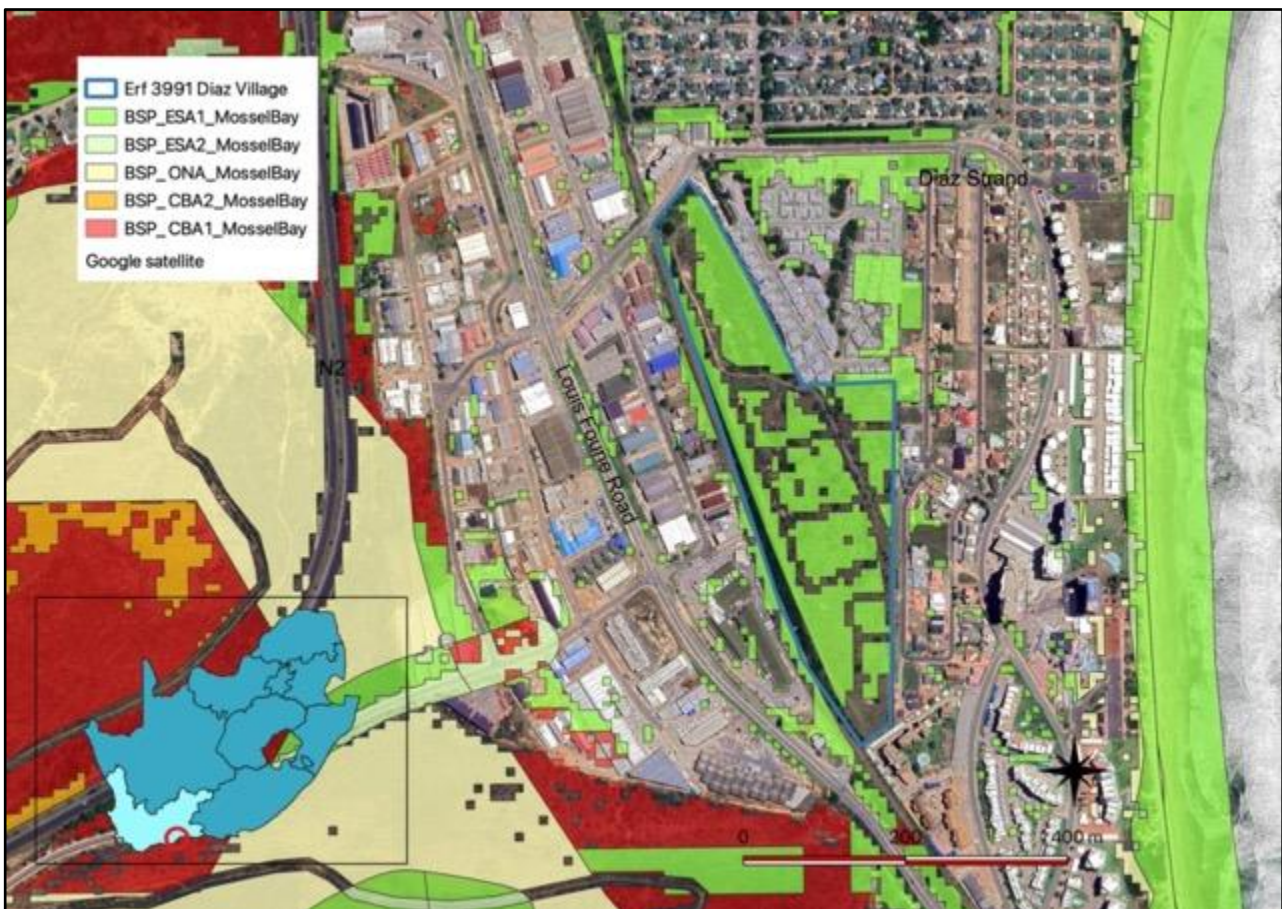 Erf 3991 Diaz Village
BSP_ESA1_MosselBay
BSP_ESA2_MosselBay
BSP_ONA_MosselBay
BSP_CBA2_MosselBay
BSP_CBA1_MosselBay
Google satellite
Diaz Strand
N2
Louis Fourie Road
0 200 400 m